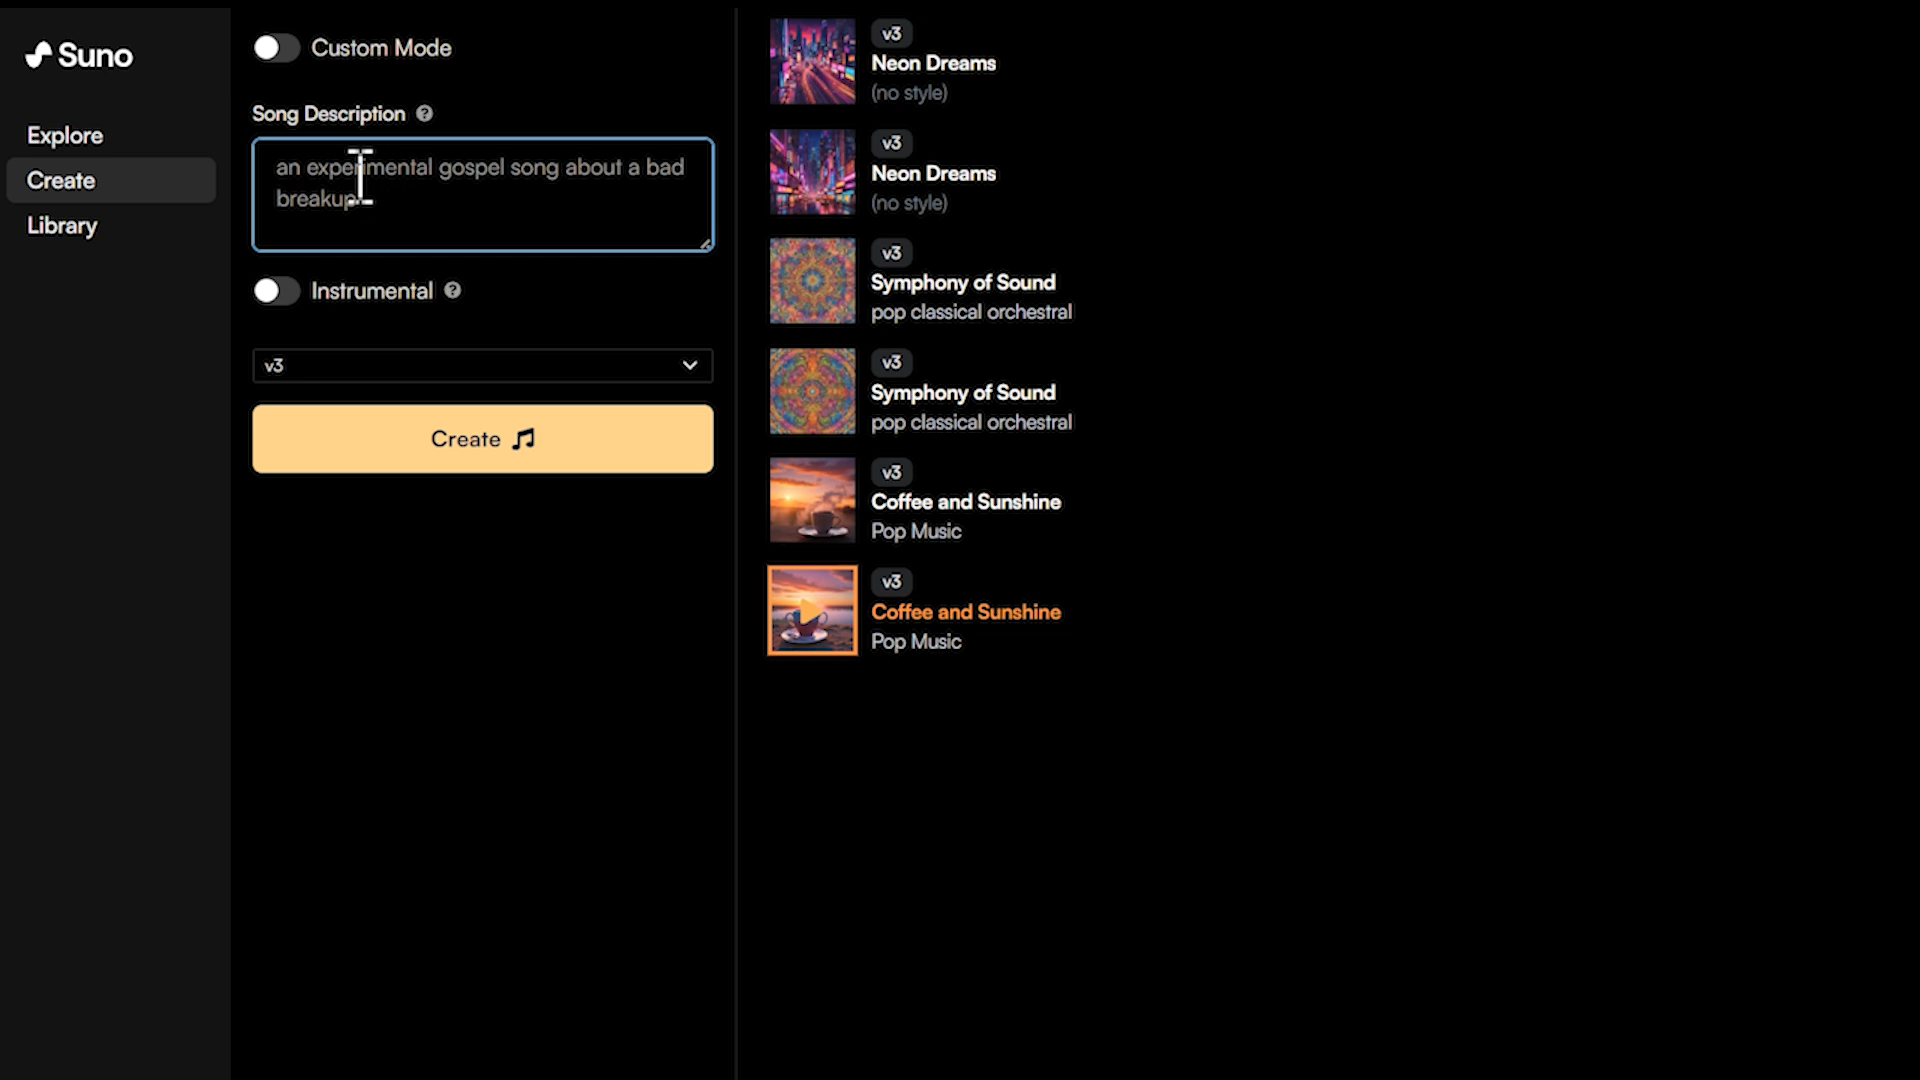 Suno
Explore
Create
Library
Custom Mode
Song Description
an experimental gospel song about a bad
breakup
Instrumental
v3
Create
v3
Neon Dreams
(no style)
v3
Neon Dreams
(no style)
v3
Symphony of Sound
pop classical orchestral
v3
Symphony of Sound
pop classical orchestral
v3
Coffee and Sunshine
Pop Music
v3
Coffee and Sunshine
Pop Music